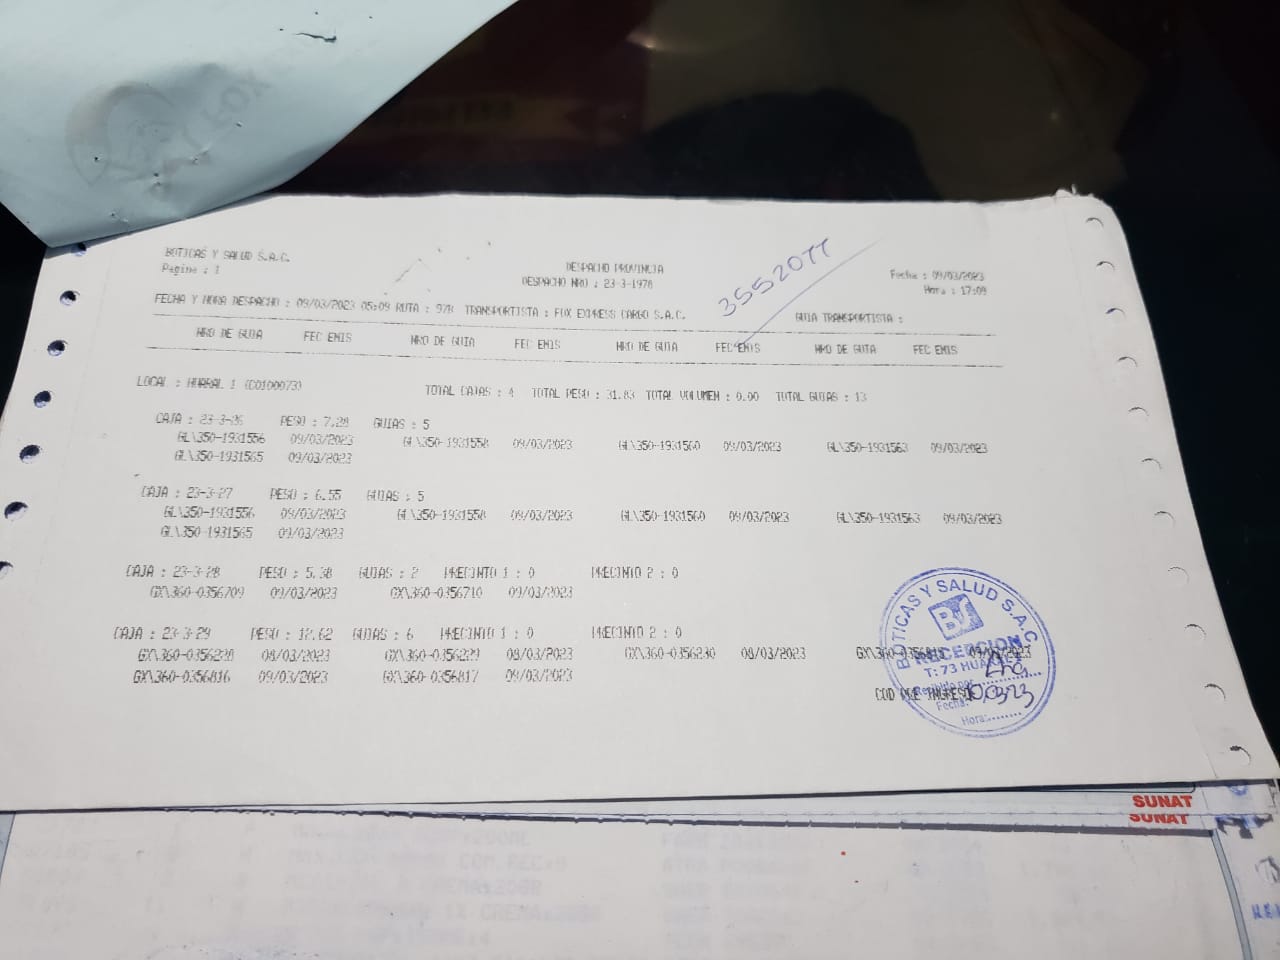 BOTICAS Y SALUD S.A.C.
Pagina : 1
DESPACHO PROVINCIA
DESPACHO NRO : 23-3-1978
3552077
Fecha : 09/03/2023
Hora : 17:09
FECHA Y HORA DESPACHO : 09/03/2023 05:09 RUTA : 978 TRANSPORTISTA : FOX EXPRESS CARGO S.A.C.
GUIA TRANSPORTISTA :
NRO DE GUIA FEC EMIS NRO DE GUIA FEC EMIS NRO DE GUIA FEC EMIS NRO DE GUIA FEC EMIS
LOCAL : HUARAL 1 (C0100073) TOTAL CAJAS : 4 TOTAL PESO : 31.83 TOTAL VOLUMEN : 0.00 TOTAL GUIAS : 13
CAJA : 23-3-26 PESO : 7.28 GUIAS : 5
GL\350-1931556 09/03/2023 GL\350-1931558 09/03/2023 GL\350-1931560 09/03/2023 GL\350-1931563 09/03/2023
GL\350-1931565 09/03/2023
CAJA : 23-3-27 PESO : 6.55 GUIAS : 5
GL\350-1931556 09/03/2023 GL\350-1931558 09/03/2023 GL\350-1931560 09/03/2023 GL\350-1931563 09/03/2023
GL\350-1931565 09/03/2023
CAJA : 23-3-28 PESO : 5.38 GUIAS : 2 PRECINTO 1 : 0 PRECINTO 2 : 0
GX\360-0356709 09/03/2023 GX\360-0356710 09/03/2023
CAJA : 23-3-29 PESO : 12.62 GUIAS : 6 PRECINTO 1 : 0 PRECINTO 2 : 0
GX\360-0356228 08/03/2023 GX\360-0356229 08/03/2023 GX\360-0356230 08/03/2023 09/03/2023
GX\360-0356816 09/03/2023 GX\360-0356817 09/03/2023
BOTICAS Y SALUD S.A.C.
BS
RECEPCION
T: 73 HUARAL
Recibido por
Fecha:
Hora:
COD DE INGRESO
SUNAT
SUNAT